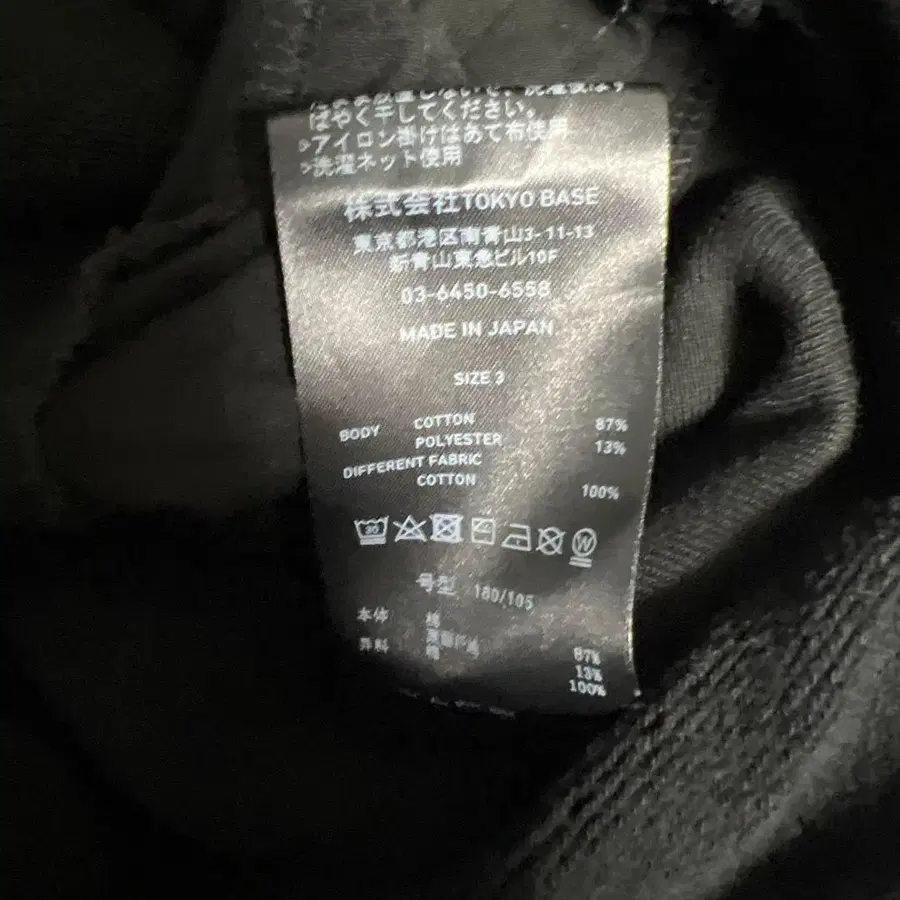 はやく干してください。
>アイロン掛けはあて布使用
>洗濯ネット使用
株式会社TOKYO BASE
東京都港区南青山3-11-13
新青山東急ビル10F
03-6450-6558
MADE IN JAPAN
SIZE 3
BODY COTTON 87%
POLYESTER 13%
DIFFERENT FABRIC
COTTON 100%
30
W
号型 180/105
本体 棉 87%
13%
异料 棉 100%